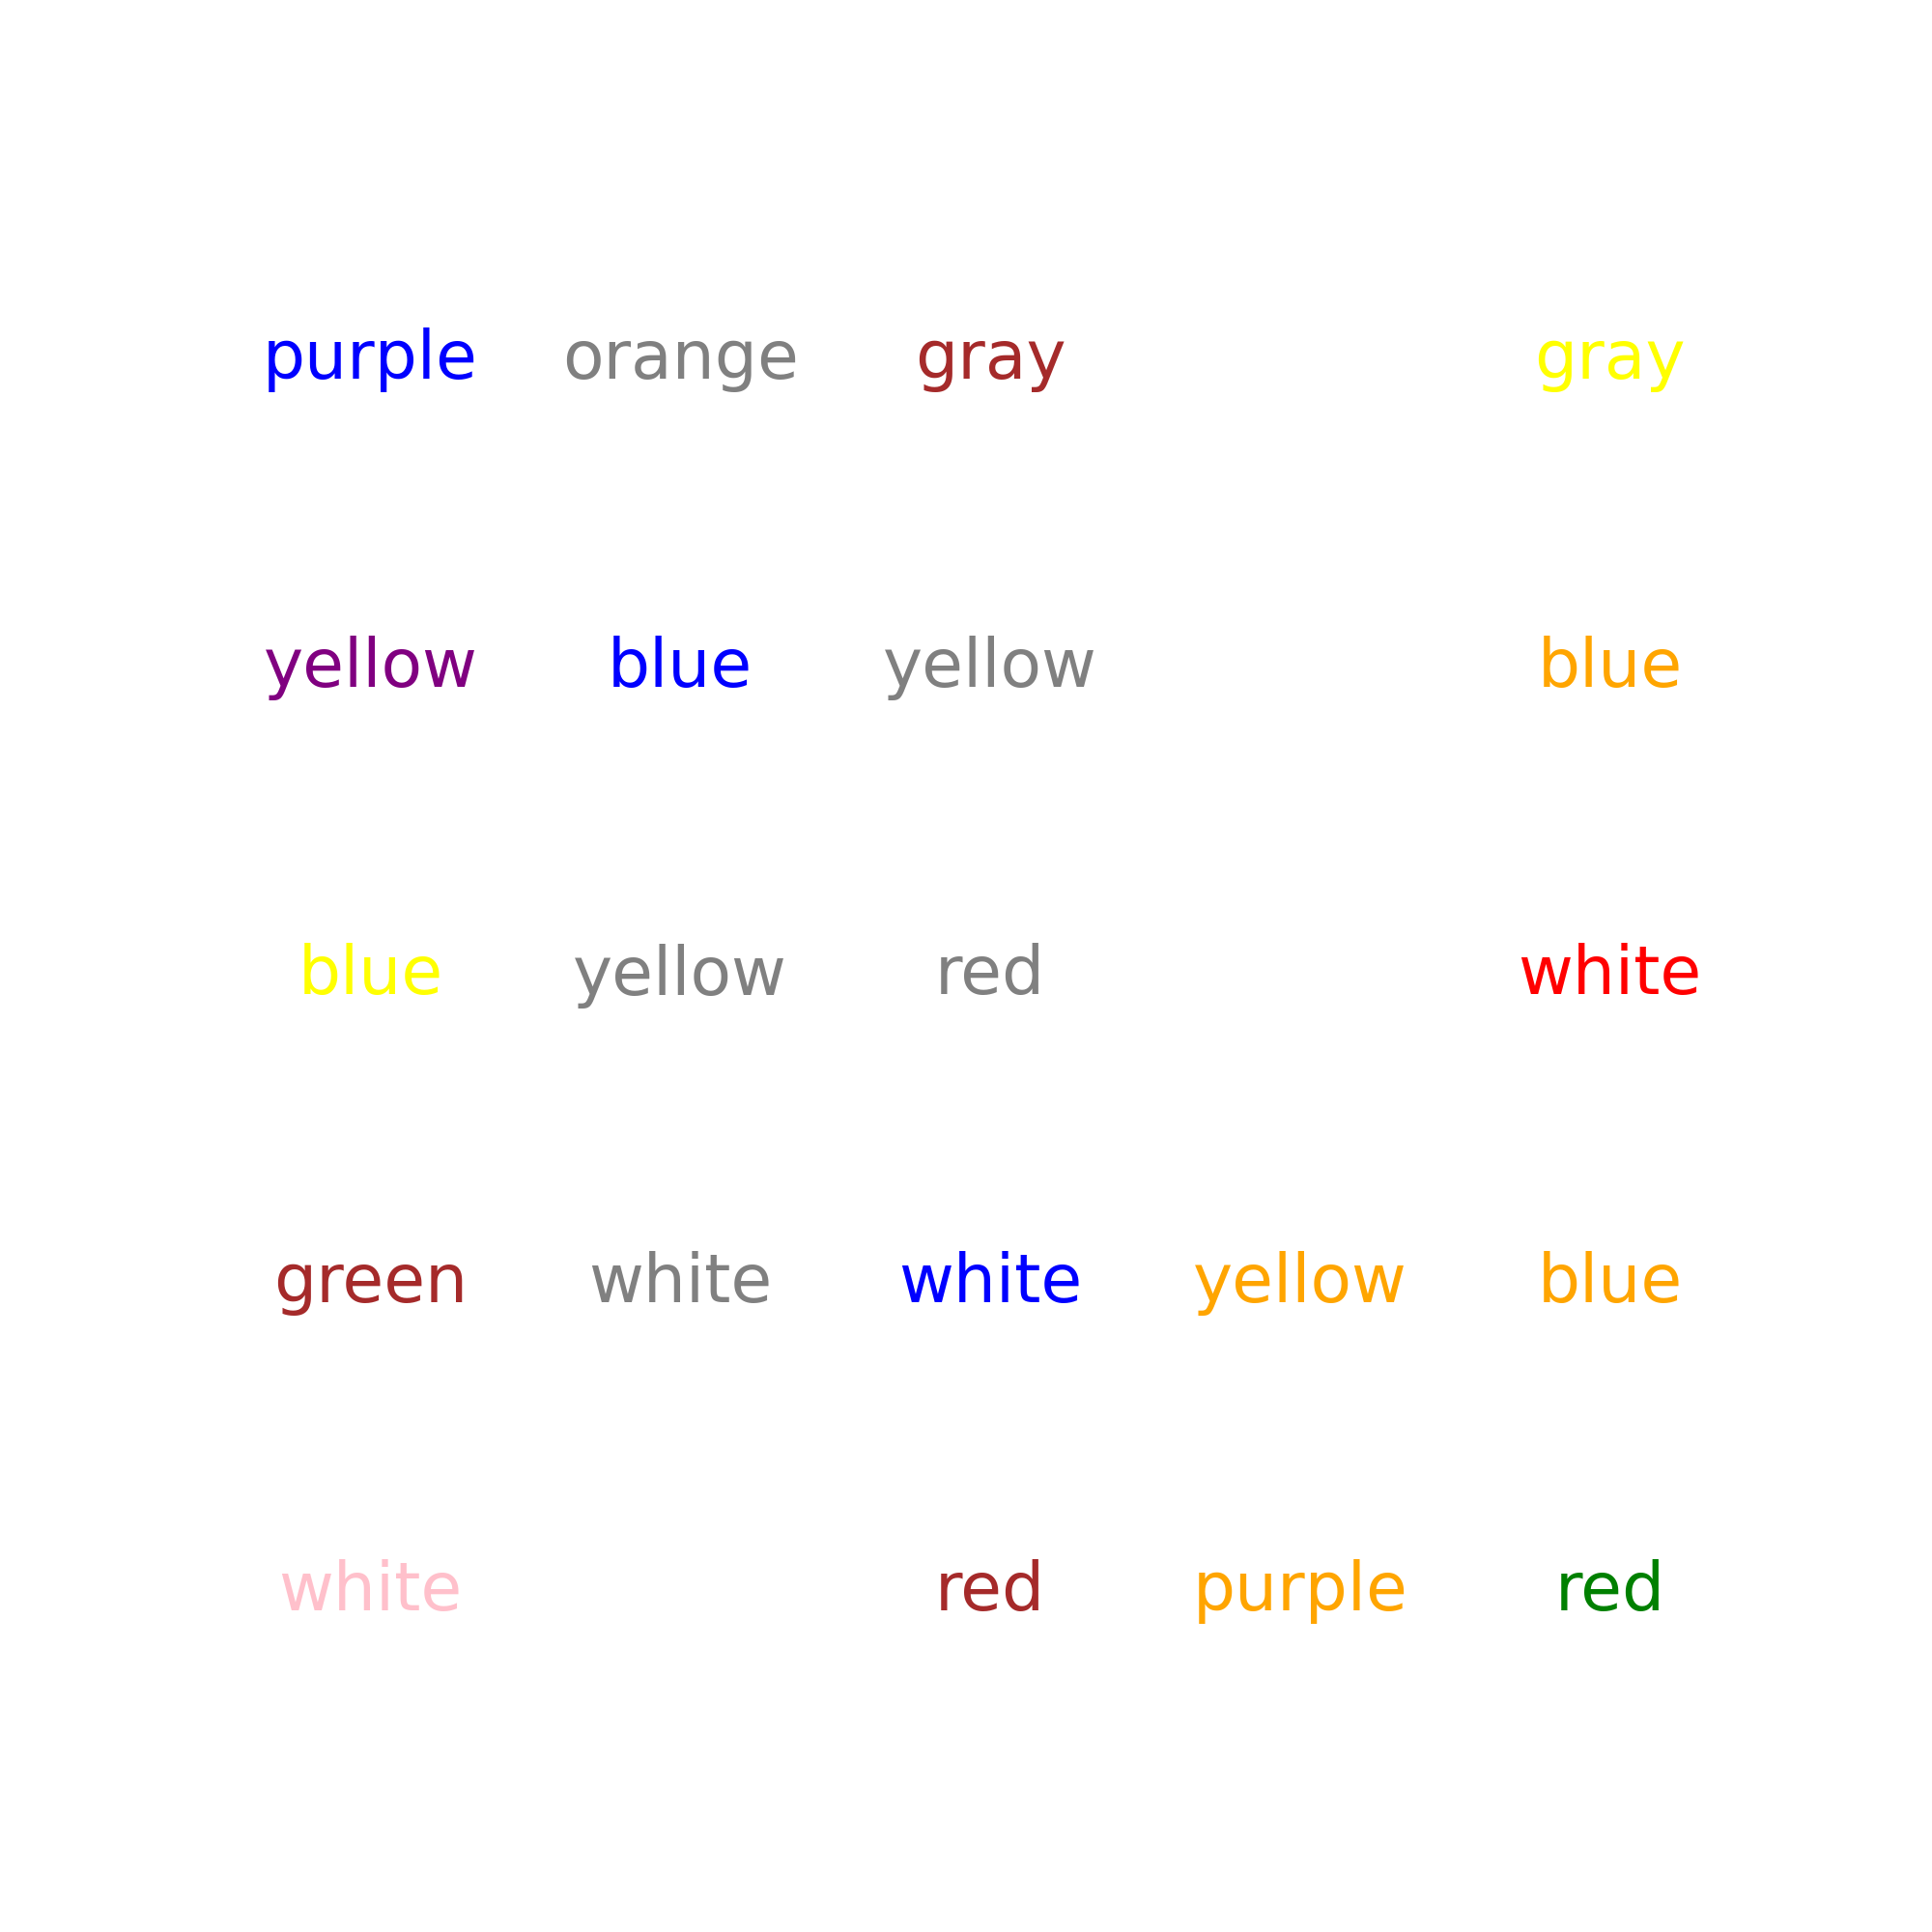 purple orange gray gray
yellow blue yellow blue
blue yellow red white
green white white yellow blue
white red purple red